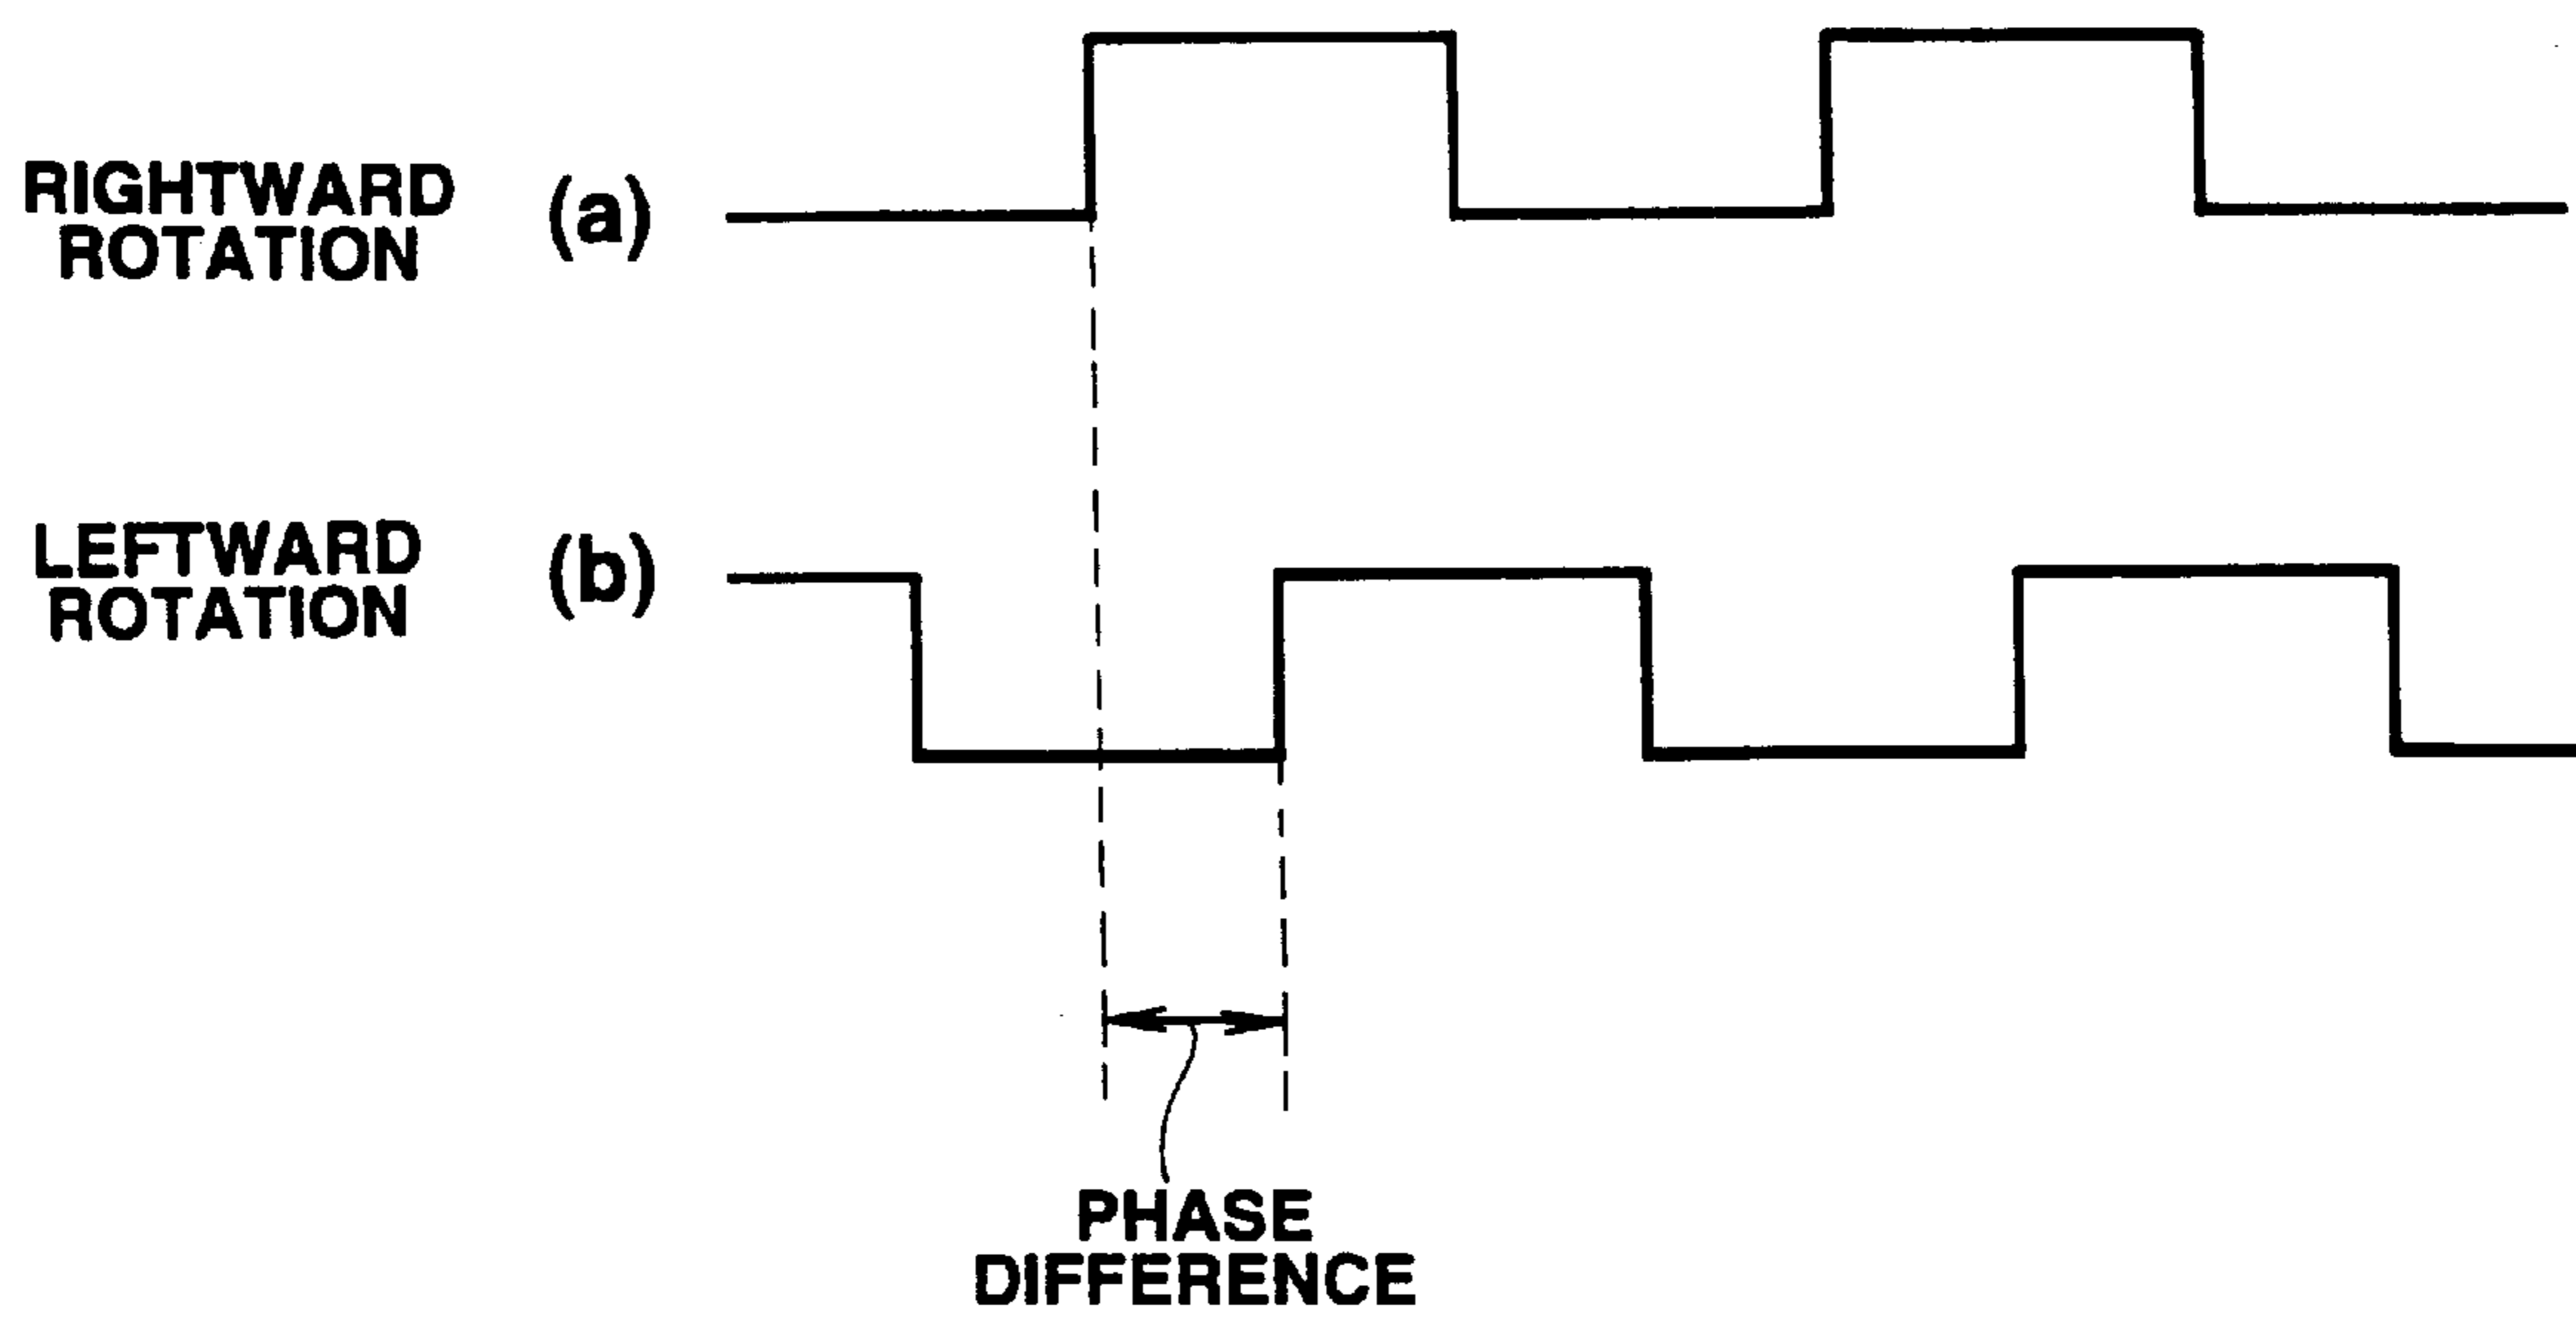 RIGHTWARD
ROTATION
(a)
LEFTWARD
ROTATION
(b)
PHASE
DIFFERENCE